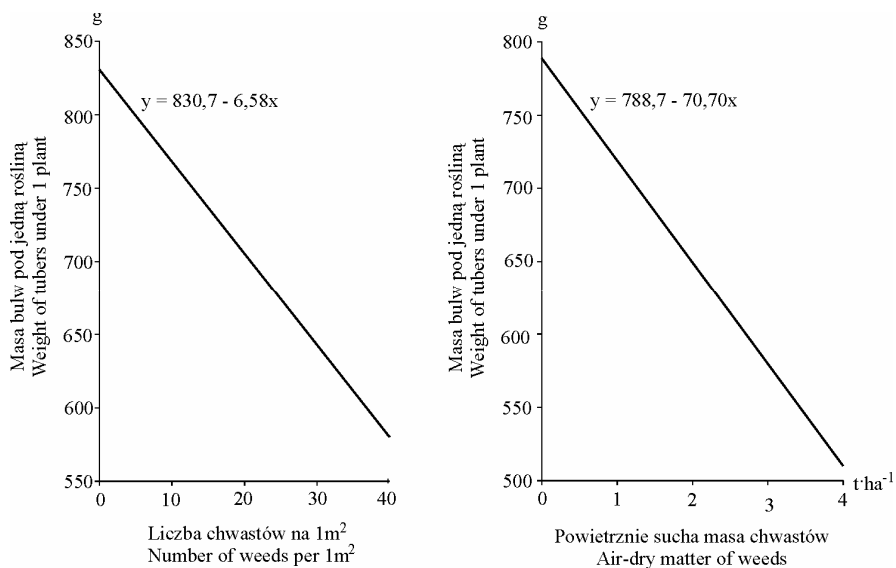 g
850
800
750
700
650
600
550
0
10
20
30
40
y = 830,7 - 6,58x
Masa bulw pod jedną rośliną
Weight of tubers under 1 plant
Liczba chwastów na 1m²
Number of weeds per 1m²
g
800
750
700
650
600
550
500
0
1
2
3
4
t·ha⁻¹
y = 788,7 - 70,70x
Masa bulw pod jedną rośliną
Weight of tubers under 1 plant
Powietrznie sucha masa chwastów
Air-dry matter of weeds